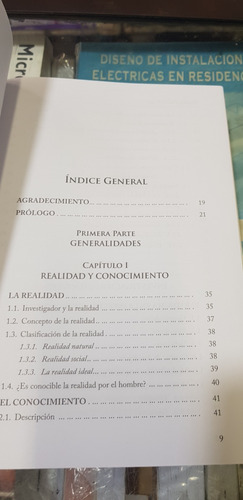 Micr
DISEÑO DE INSTALACION
ELECTRICAS EN RESIDENC
ÍNDICE GENERAL
AGRADECIMIENTO 19
PRÓLOGO 21
PRIMERA PARTE
GENERALIDADES
CAPÍTULO I
REALIDAD Y CONOCIMIENTO
LA REALIDAD 35
1.1. Investigador y la realidad 35
1.2. Concepto de la realidad 37
1.3. Clasificación de la realidad 38
1.3.1 Realidad natural 38
1.3.2. Realidad social 38
1.3.3. La realidad ideal 39
1.4. ¿Es conocible la realidad por el hombre? 40
EL CONOCIMIENTO 41
2.1. Descripción 41
9